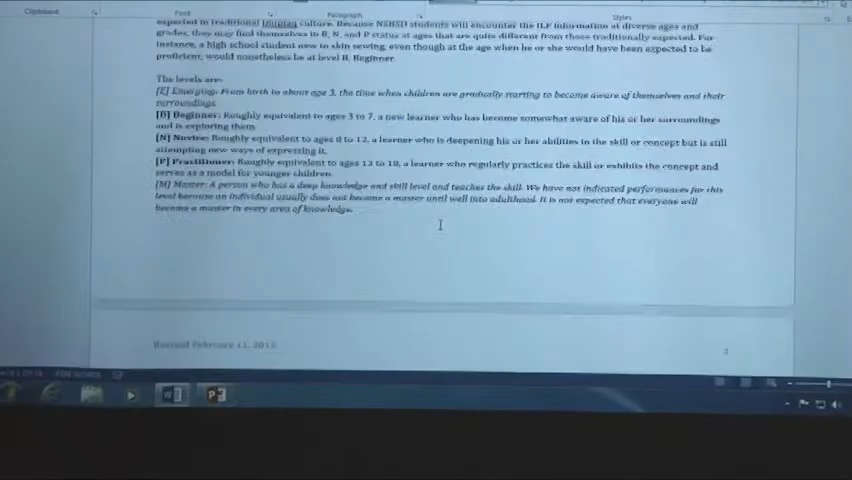 Clipboard
Font
Paragraph
Styles
expected in traditional Iñupiaq culture. Because NSBSD students will encounter the ILF information at diverse ages and
grades, they may find themselves in B, N, and P status at ages that are quite different from those traditionally expected. For
instance, a high school student new to skin sewing, even though at the age when he or she would have been expected to be
proficient, would nonetheless be at level B, Beginner.
The levels are-
[E] Emerging: From birth to about age 3, the time when children are gradually starting to become aware of themselves and their
surroundings.
[B] Beginner: Roughly equivalent to ages 3 to 7, a new learner who has become somewhat aware of his or her surroundings
and is exploring them.
[N] Novice: Roughly equivalent to ages 8 to 12, a learner who is deepening his or her abilities in the skill or concept but is still
attempting new ways of expressing it.
[P] Practitioner: Roughly equivalent to ages 13 to 18, a learner who regularly practices the skill or exhibits the concept and
serves as a model for younger children.
[M] Master: A person who has a deep knowledge and skill level and teaches the skill. We have not indicated performances for this
level because an individual usually does not become a master until well into adulthood. It is not expected that everyone will
become a master in every area of knowledge.
Revised February 11,